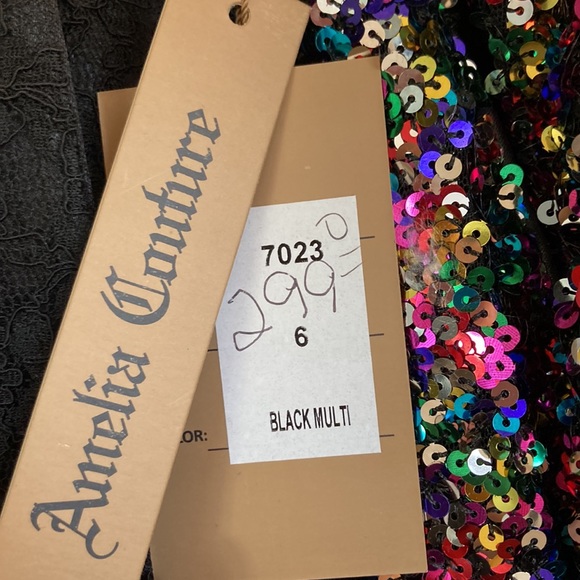 Amelia Couture
7023
299
6
BLACK MULTI
LOR: